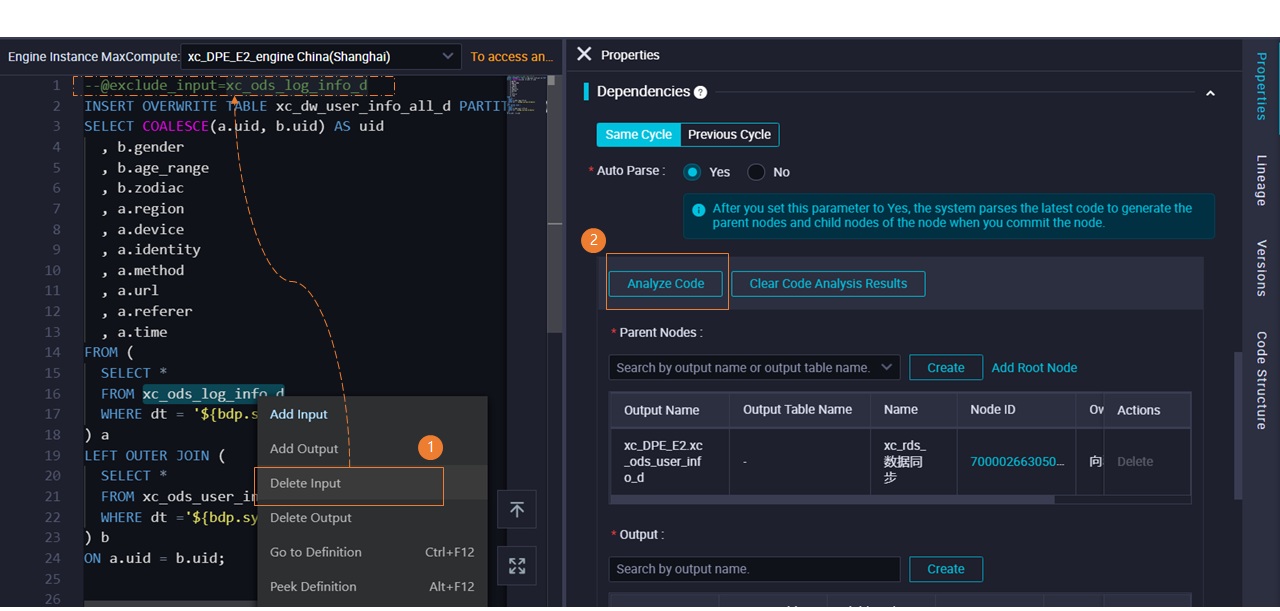 Engine Instance MaxCompute: xc_DPE_E2_engine China(Shanghai) To access an...
1 --@exclude_input=xc_ods_log_info_d
2 INSERT OVERWRITE TABLE xc_dw_user_info_all_d PARTIT
3 SELECT COALESCE(a.uid, b.uid) AS uid
4 , b.gender
5 , b.age_range
6 , b.zodiac
7 , a.region
8 , a.device
9 , a.identity
10 , a.method
11 , a.url
12 , a.referer
13 , a.time
14 FROM (
15 SELECT *
16 FROM xc_ods_log_info_d
17 WHERE dt = '${bdp.s
18 ) a
19 LEFT OUTER JOIN (
20 SELECT *
21 FROM xc_ods_user_in
22 WHERE dt ='${bdp.sy
23 ) b
24 ON a.uid = b.uid;
25
26
Add Input
Add Output
1
Delete Input
Delete Output
Go to Definition Ctrl+F12
Peek Definition Alt+F12
Properties
Dependencies ?
Same Cycle Previous Cycle
* Auto Parse : Yes No
After you set this parameter to Yes, the system parses the latest code to generate the
parent nodes and child nodes of the node when you commit the node.
2
Analyze Code Clear Code Analysis Results
* Parent Nodes :
Search by output name or output table name. Create Add Root Node
Output Name Output Table Name Name Node ID Ow Actions
xc_DPE_E2.xc
_ods_user_inf
o_d
-
xc_rds_
数据同
步
700002663050... 向 Delete
* Output :
Search by output name. Create
Properties
Lineage
Versions
Code Structure